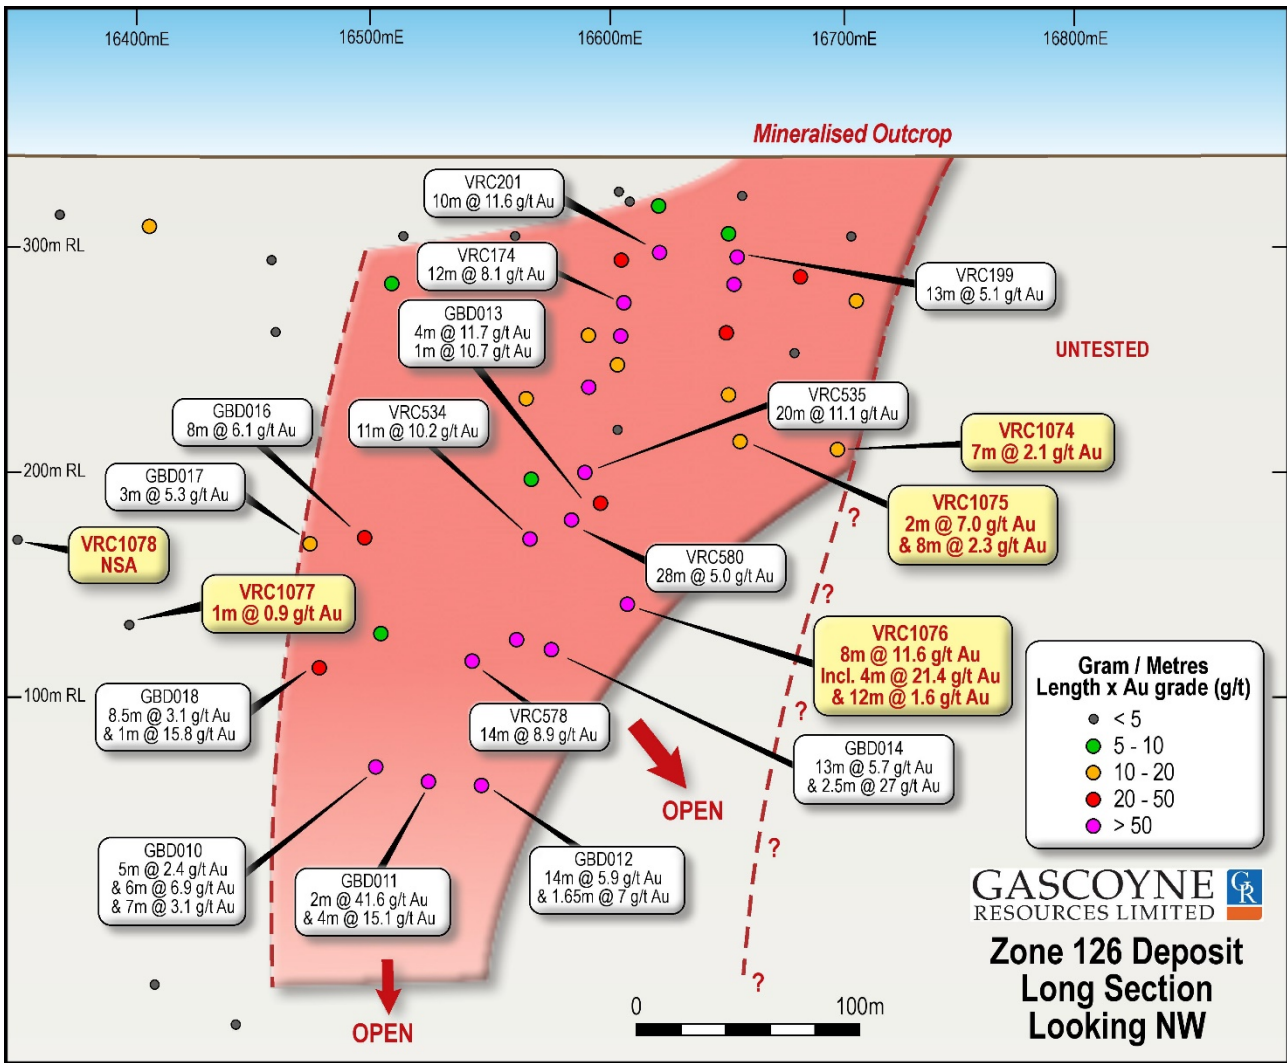 16400mE
16500mE
16600mE
16700mE
16800mE
Mineralised Outcrop
VRC201
10m @ 11.6 g/t Au
300m RL
VRC174
12m @ 8.1 g/t Au
VRC199
13m @ 5.1 g/t Au
GBD013
4m @ 11.7 g/t Au
1m @ 10.7 g/t Au
UNTESTED
VRC535
20m @ 11.1 g/t Au
GBD016
8m @ 6.1 g/t Au
VRC534
11m @ 10.2 g/t Au
VRC1074
7m @ 2.1 g/t Au
200m RL
GBD017
3m @ 5.3 g/t Au
VRC1075
2m @ 7.0 g/t Au
& 8m @ 2.3 g/t Au
?
VRC1078
NSA
VRC580
28m @ 5.0 g/t Au
VRC1077
1m @ 0.9 g/t Au
?
VRC1076
8m @ 11.6 g/t Au
Incl. 4m @ 21.4 g/t Au
& 12m @ 1.6 g/t Au
?
100m RL
GBD018
8.5m @ 3.1 g/t Au
& 1m @ 15.8 g/t Au
VRC578
14m @ 8.9 g/t Au
?
GBD014
13m @ 5.7 g/t Au
& 2.5m @ 27 g/t Au
OPEN
Gram / Metres
Length x Au grade (g/t)
< 5
5 - 10
10 - 20
20 - 50
> 50
?
GBD010
5m @ 2.4 g/t Au
& 6m @ 6.9 g/t Au
& 7m @ 3.1 g/t Au
GBD011
2m @ 41.6 g/t Au
& 4m @ 15.1 g/t Au
GBD012
14m @ 5.9 g/t Au
& 1.65m @ 7 g/t Au
?
OPEN
0
100m
GASCOYNE
RESOURCES LIMITED
GR
Zone 126 Deposit
Long Section
Looking NW